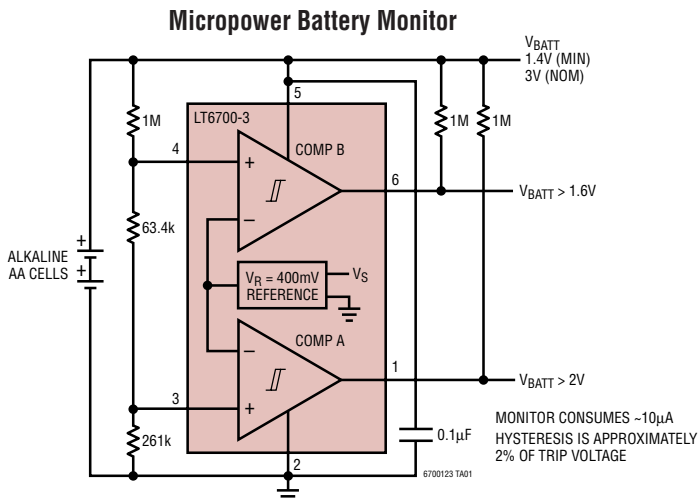 Micropower Battery Monitor
VBATT
1.4V (MIN)
3V (NOM)
5
LT6700-3
1M
1M
1M
COMP B
4
+
–
6
VBATT > 1.6V
63.4k
+
ALKALINE
AA CELLS
+
VR = 400mV
REFERENCE
VS
COMP A
–
1
VBATT > 2V
3
+
261k
0.1µF
MONITOR CONSUMES ~10µA
HYSTERESIS IS APPROXIMATELY
2% OF TRIP VOLTAGE
2
6700123 TA01